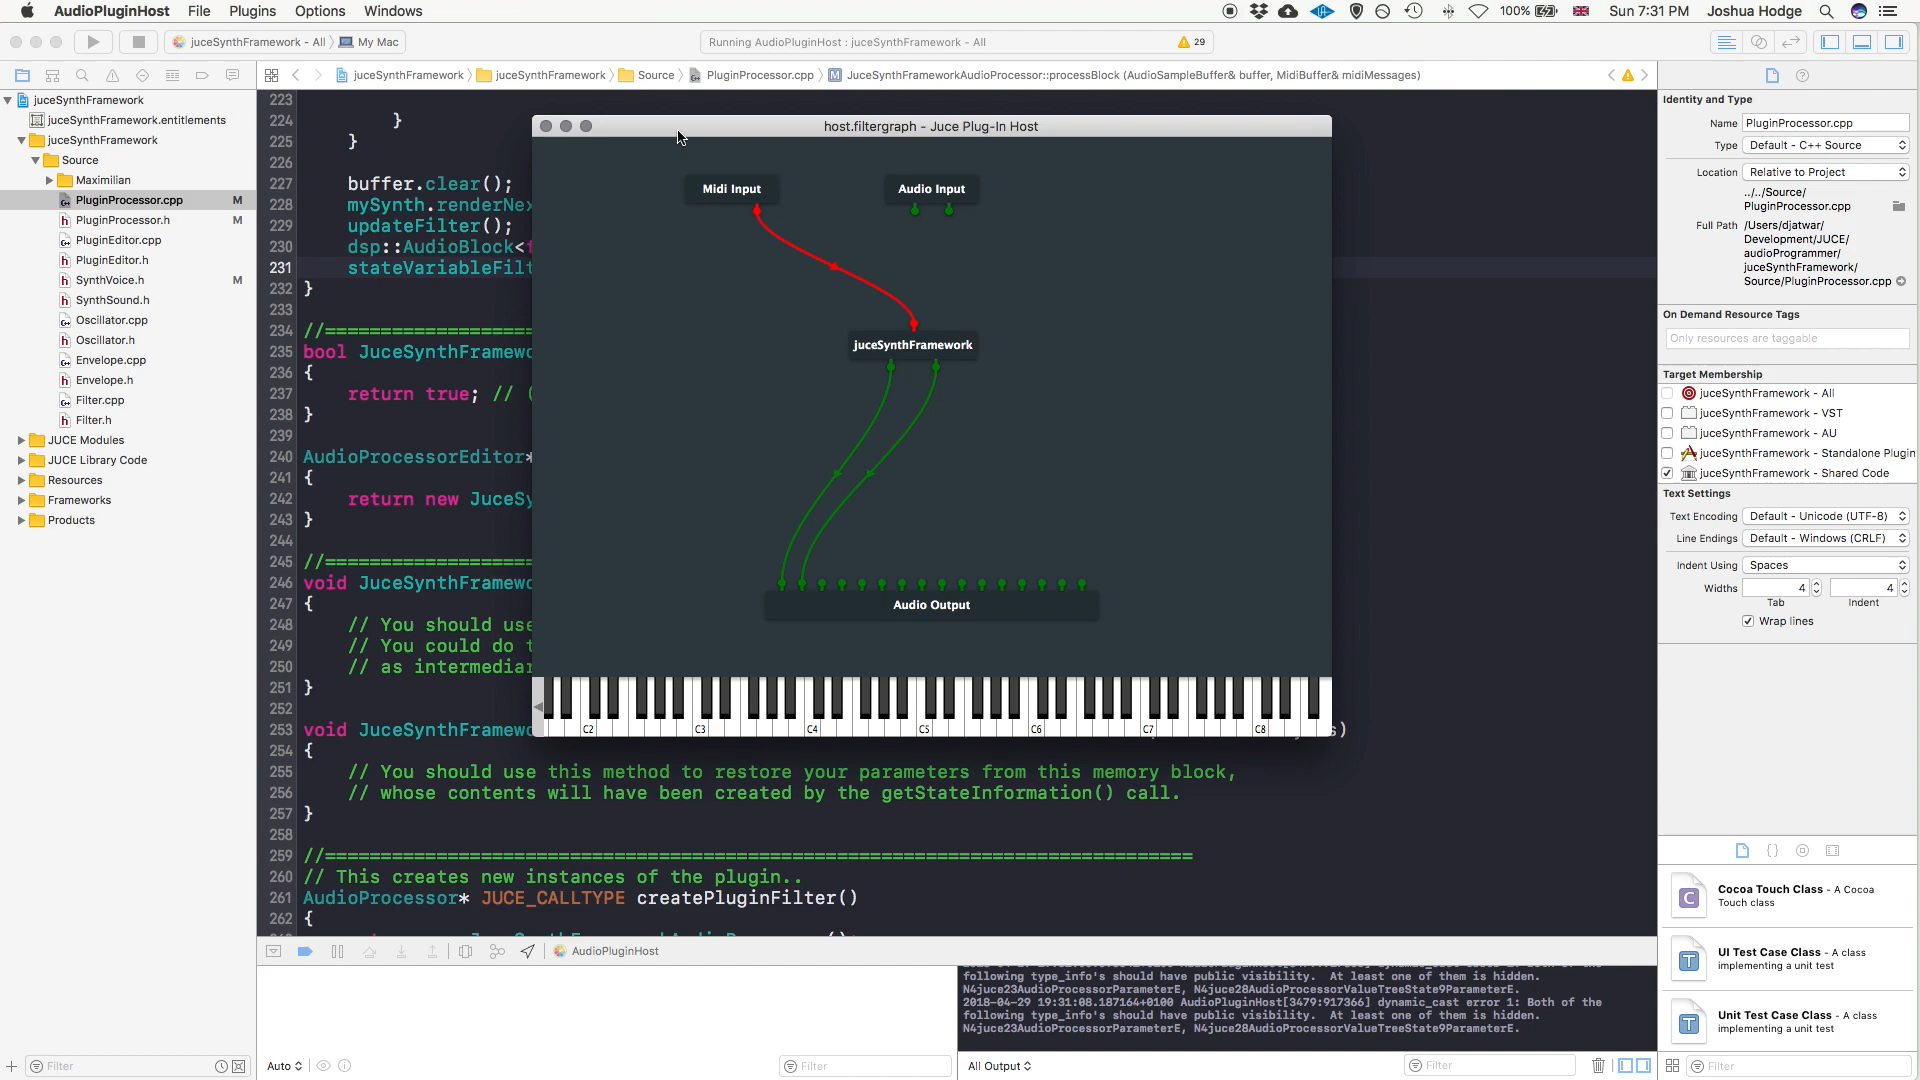 AudioPluginHost File Plugins Options Windows 100% Sun 7:31 PM Joshua Hodge
juceSynthFramework - All My Mac Running AudioPluginHost : juceSynthFramework - All 29
juceSynthFramework juceSynthFramework Source PluginProcessor.cpp M JuceSynthFrameworkAudioProcessor::processBlock (AudioSampleBuffer& buffer, MidiBuffer& midiMessages)
juceSynthFramework
juceSynthFramework.entitlements
juceSynthFramework
Source
Maximilian
PluginProcessor.cpp M
PluginProcessor.h M
PluginEditor.cpp
PluginEditor.h
SynthVoice.h M
SynthSound.h
Oscillator.cpp
Oscillator.h
Envelope.cpp
Envelope.h
Filter.cpp
Filter.h
JUCE Modules
JUCE Library Code
Resources
Frameworks
Products
Filter
223
224 }
225 }
226
227 buffer.clear();
228 mySynth.renderNex
229 updateFilter();
230 dsp::AudioBlock<
231 stateVariableFilt
232 }
233
234 //==================
235 bool JuceSynthFramewo
236 {
237 return true; // (
238 }
239
240 AudioProcessorEditor*
241 {
242 return new JuceSy
243 }
244
245 //==================
246 void JuceSynthFramewo
247 {
248 // You should use
249 // You could do t
250 // as intermediar
251 }
252
253 void JuceSynthFramewo s)
254 {
255 // You should use this method to restore your parameters from this memory block,
256 // whose contents will have been created by the getStateInformation() call.
257 }
258
259 //==============================================================================
260 // This creates new instances of the plugin..
261 AudioProcessor* JUCE_CALLTYPE createPluginFilter()
262 {
host.filtergraph - Juce Plug-In Host
Midi Input Audio Input
juceSynthFramework
Audio Output
C2 C3 C4 C5 C6 C7 C8
AudioPluginHost
following type_info's should have public visibility. At least one of them is hidden.
N4juce23AudioProcessorParameterE, N4juce28AudioProcessorValueTreeState9ParameterE.
2018-04-29 19:31:08.187164+0100 AudioPluginHost[3479:917366] dynamic_cast error 1: Both of the
following type_info's should have public visibility. At least one of them is hidden.
N4juce23AudioProcessorParameterE, N4juce28AudioProcessorValueTreeState9ParameterE.
Auto Filter All Output Filter
Identity and Type
Name PluginProcessor.cpp
Type Default - C++ Source
Location Relative to Project
../../Source/
PluginProcessor.cpp
Full Path /Users/djatwar/
Development/JUCE/
audioProgrammer/
juceSynthFramework/
Source/PluginProcessor.cpp
On Demand Resource Tags
Only resources are taggable
Target Membership
juceSynthFramework - All
juceSynthFramework - VST
juceSynthFramework - AU
juceSynthFramework - Standalone Plugin
juceSynthFramework - Shared Code
Text Settings
Text Encoding Default - Unicode (UTF-8)
Line Endings Default - Windows (CRLF)
Indent Using Spaces
Widths 4 4
Tab Indent
Wrap lines
{}
C Cocoa Touch Class - A Cocoa
Touch class
T UI Test Case Class - A class
implementing a unit test
T Unit Test Case Class - A class
implementing a unit test
Filter